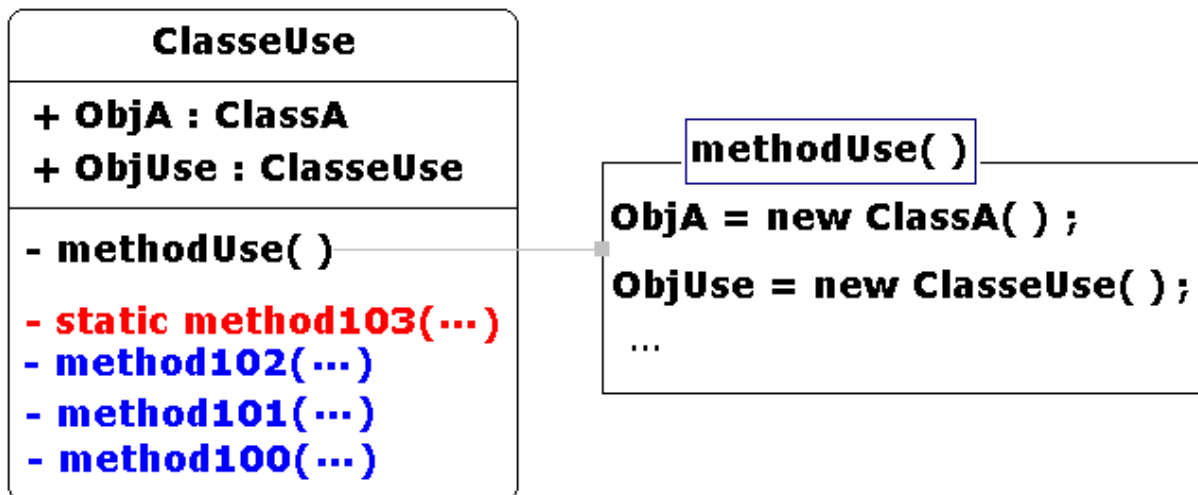 ClasseUse
+ ObjA : ClassA
+ ObjUse : ClasseUse
- methodUse( )
- static method103(...)
- method102(...)
- method101(...)
- method100(...)
methodUse( )
ObjA = new ClassA( ) ;
ObjUse = new ClasseUse( ) ;
...